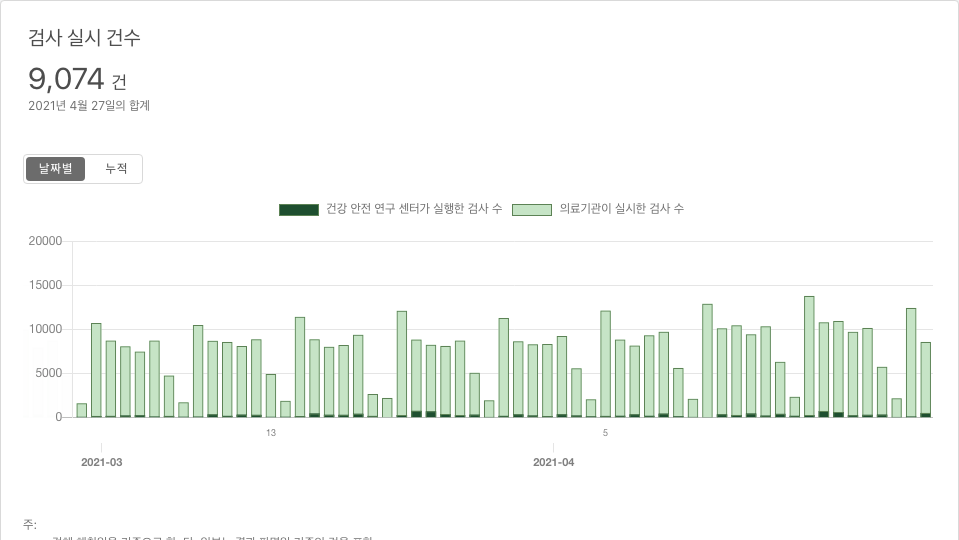 검사 실시 건수
9,074 건
2021년 4월 27일의 합계
날짜별 누적
건강 안전 연구 센터가 실행한 검사 수 의료기관이 실시한 검사 수
20000
15000
10000
5000
0
13 5
2021-03 2021-04
주: